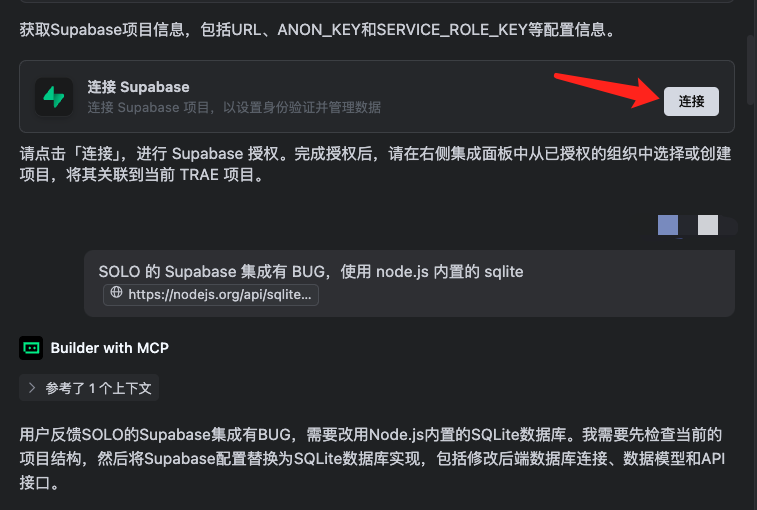 获取Supabase项目信息，包括URL、ANON_KEY和SERVICE_ROLE_KEY等配置信息。
连接 Supabase
连接 Supabase 项目，以设置身份验证并管理数据
连接
请点击「连接」，进行 Supabase 授权。完成授权后，请在右侧集成面板中从已授权的组织中选择或创建
项目，将其关联到当前 TRAE 项目。
SOLO 的 Supabase 集成有 BUG，使用 node.js 内置的 sqlite
https://nodejs.org/api/sqlite...
Builder with MCP
参考了 1 个上下文
用户反馈SOLO的Supabase集成有BUG，需要改用Node.js内置的SQLite数据库。我需要先检查当前的
项目结构，然后将Supabase配置替换为SQLite数据库实现，包括修改后端数据库连接、数据模型和API
接口。